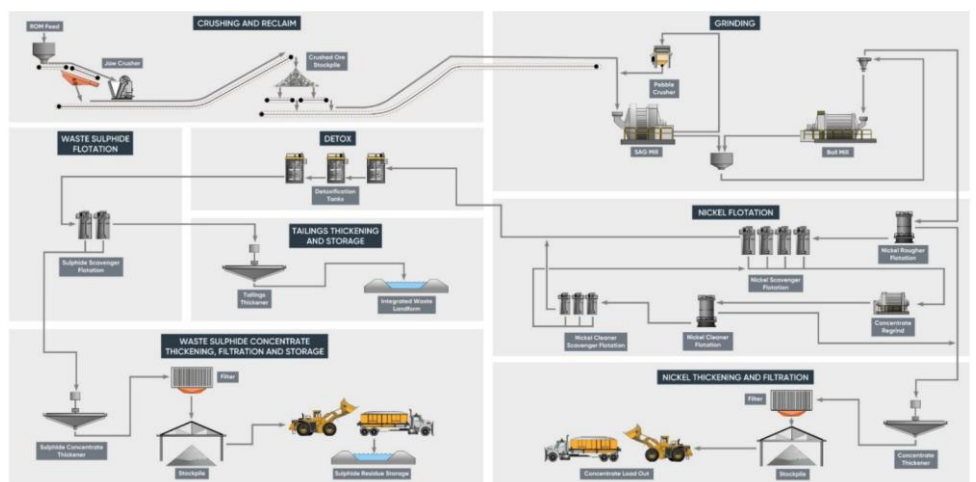 CRUSHING AND RECLAIM
ROM Feed
Jaw Crusher
Crushed Ore
Stockpile
GRINDING
Pebble
Crusher
SAG Mill
Ball Mill
WASTE SULPHIDE
FLOTATION
Sulphide Scavenger
Flotation
DETOX
Detoxification
Tanks
TAILINGS THICKENING
AND STORAGE
Tailings
Thickener
Integrated Waste
Landform
NICKEL FLOTATION
Nickel Rougher
Flotation
Nickel Scavenger
Flotation
Concentrate
Regrind
Nickel Cleaner
Scavenger Flotation
Nickel Cleaner
Flotation
WASTE SULPHIDE CONCENTRATE
THICKENING, FILTRATION AND STORAGE
Filter
Sulphide Concentrate
Thickener
Stockpile
Sulphide Residue Storage
NICKEL THICKENING AND FILTRATION
Filter
Concentrate
Thickener
Stockpile
Concentrate Load Out